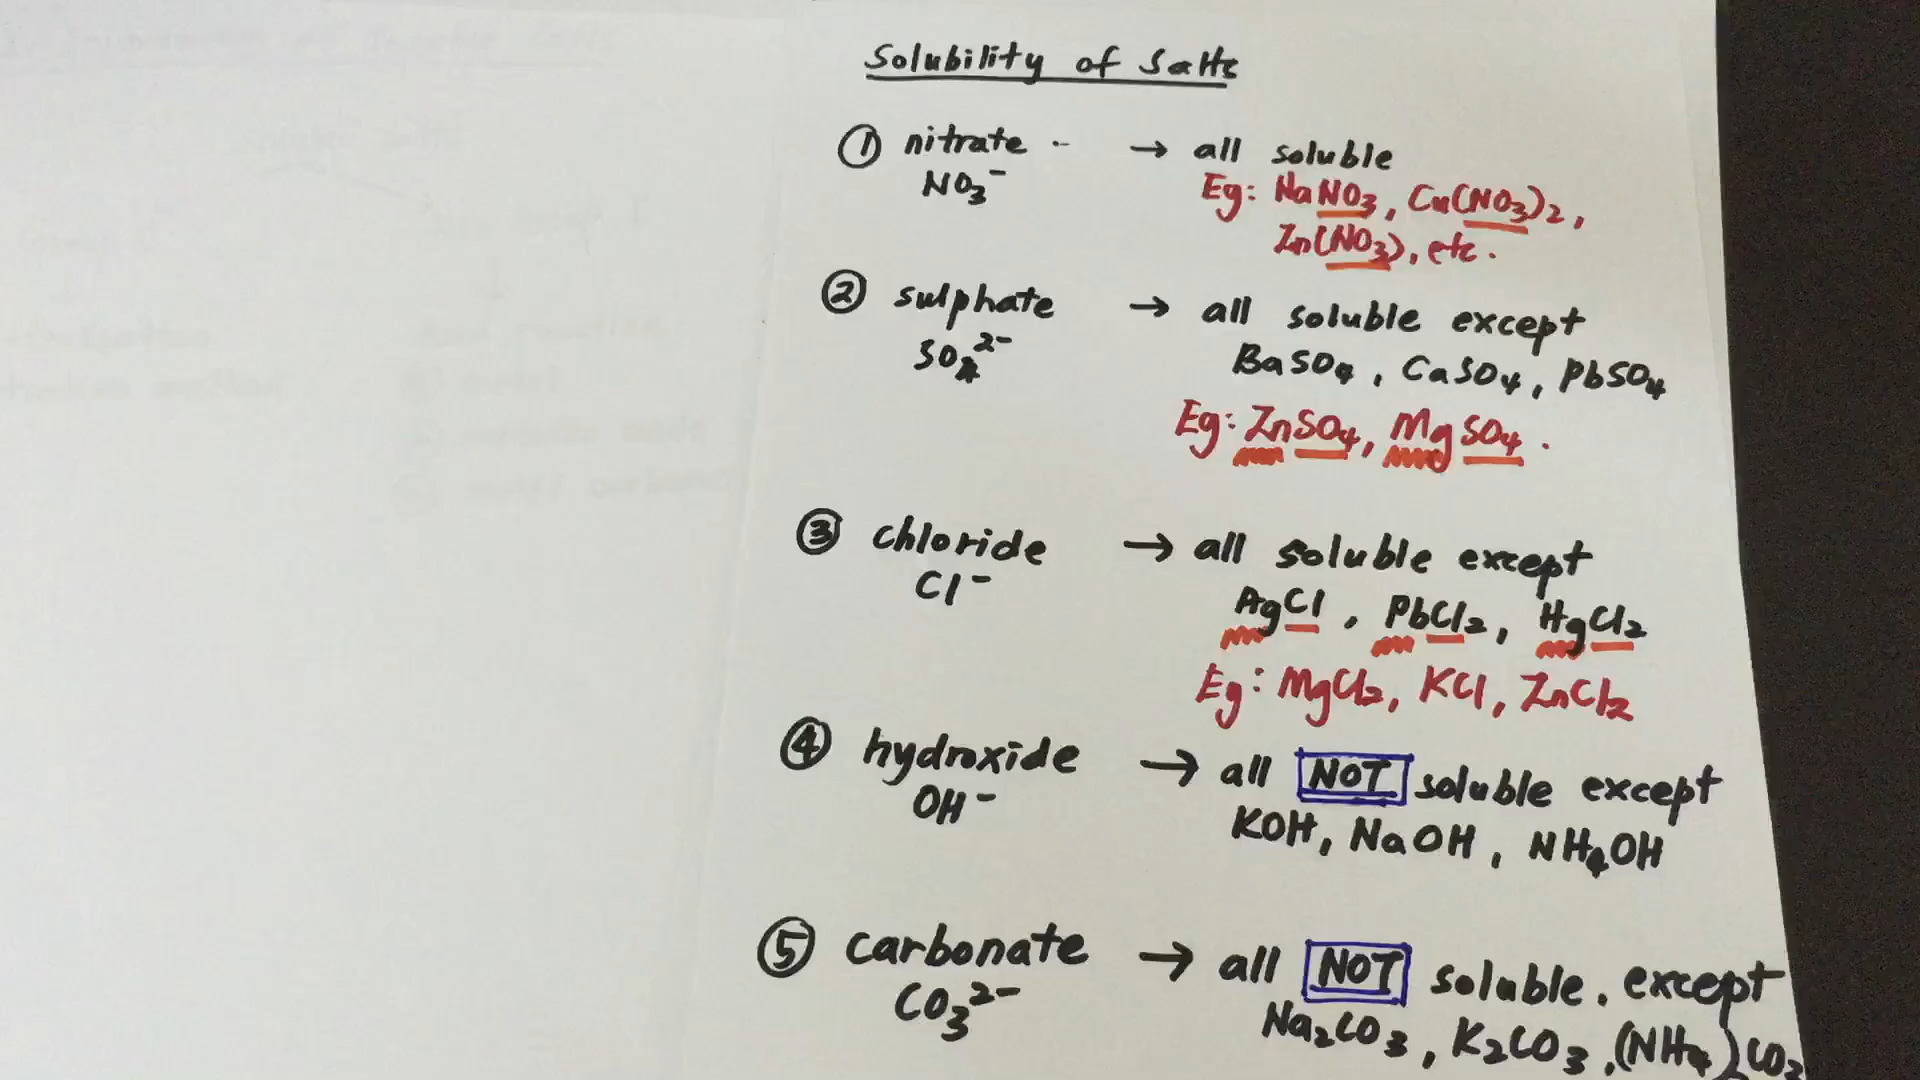 Solubility of Salts
① nitrate → all soluble
NO₃⁻
Eg: NaNO₃, Cu(NO₃)₂,
Zn(NO₃), etc.
② sulphate → all soluble except
SO₄²⁻
BaSO₄, CaSO₄, PbSO₄
Eg: ZnSO₄, MgSO₄.
③ chloride → all soluble except
Cl⁻
AgCl, PbCl₂, HgCl₂
Eg: MgCl₂, KCl, ZnCl₂
④ hydroxide → all NOT soluble except
OH⁻
KOH, NaOH, NH₄OH
⑤ carbonate → all NOT soluble. except
CO₃²⁻
Na₂CO₃, K₂CO₃, (NH₄)₂CO₃